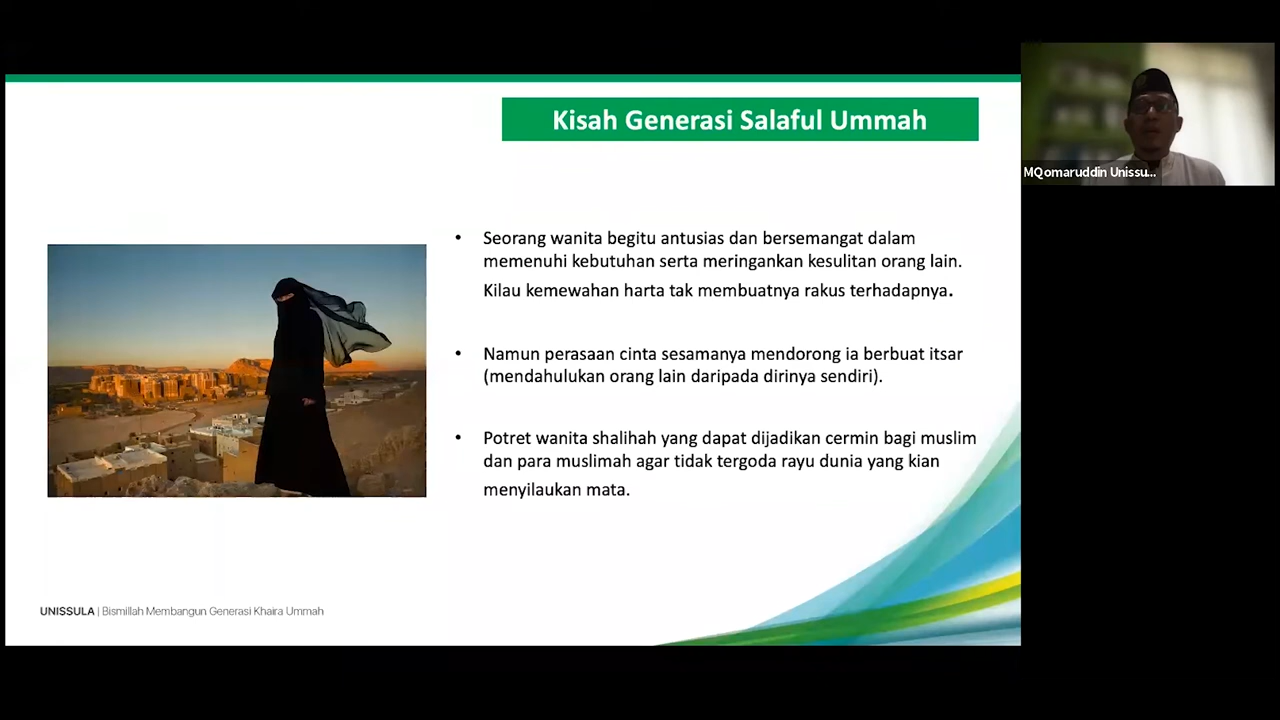 Kisah Generasi Salaful Ummah
MQomaruddin Unissu...
• Seorang wanita begitu antusias dan bersemangat dalam
memenuhi kebutuhan serta meringankan kesulitan orang lain.
Kilau kemewahan harta tak membuatnya rakus terhadapnya.
• Namun perasaan cinta sesamanya mendorong ia berbuat itsar
(mendahulukan orang lain daripada dirinya sendiri).
• Potret wanita shalihah yang dapat dijadikan cermin bagi muslim
dan para muslimah agar tidak tergoda rayu dunia yang kian
menyilaukan mata.
UNISSULA | Bismillah Membangun Generasi Khaira Ummah